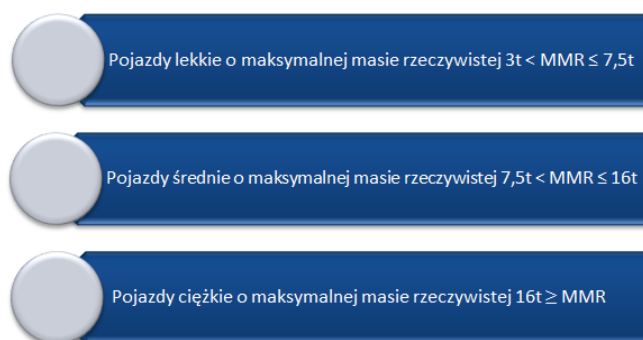 Pojazdy lekkie o maksymalnej masie rzeczywistej 3t < MMR ≤ 7,5t
Pojazdy średnie o maksymalnej masie rzeczywistej 7,5t < MMR ≤ 16t
Pojazdy ciężkie o maksymalnej masie rzeczywistej 16t ≥ MMR